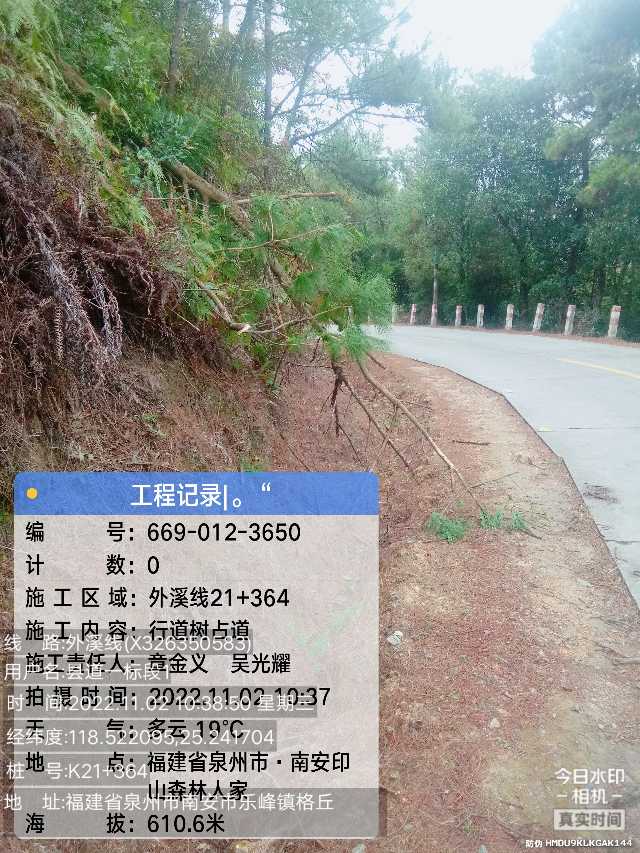 工程记录|。“
编 号：669-012-3650
计 数：0
施工区域：外溪线21+364
施工内容：行道树占道
线 路:外溪线(X326350583)
施工责任人：章金义 吴光耀
用户名:县道一标段1
拍摄时间：2022.11.02 10:37
时 间:2022.11.02 10:38:50 星期三
天 气：多云 19℃
经纬度:118.522095,25.241704
地 点：福建省泉州市·南安印
山森林人家
桩 号:K21+364
地 址:福建省泉州市南安市乐峰镇格丘
海 拔：610.6米
今日水印
-相机-
真实时间
防伪 HMDU9KLKGAK144